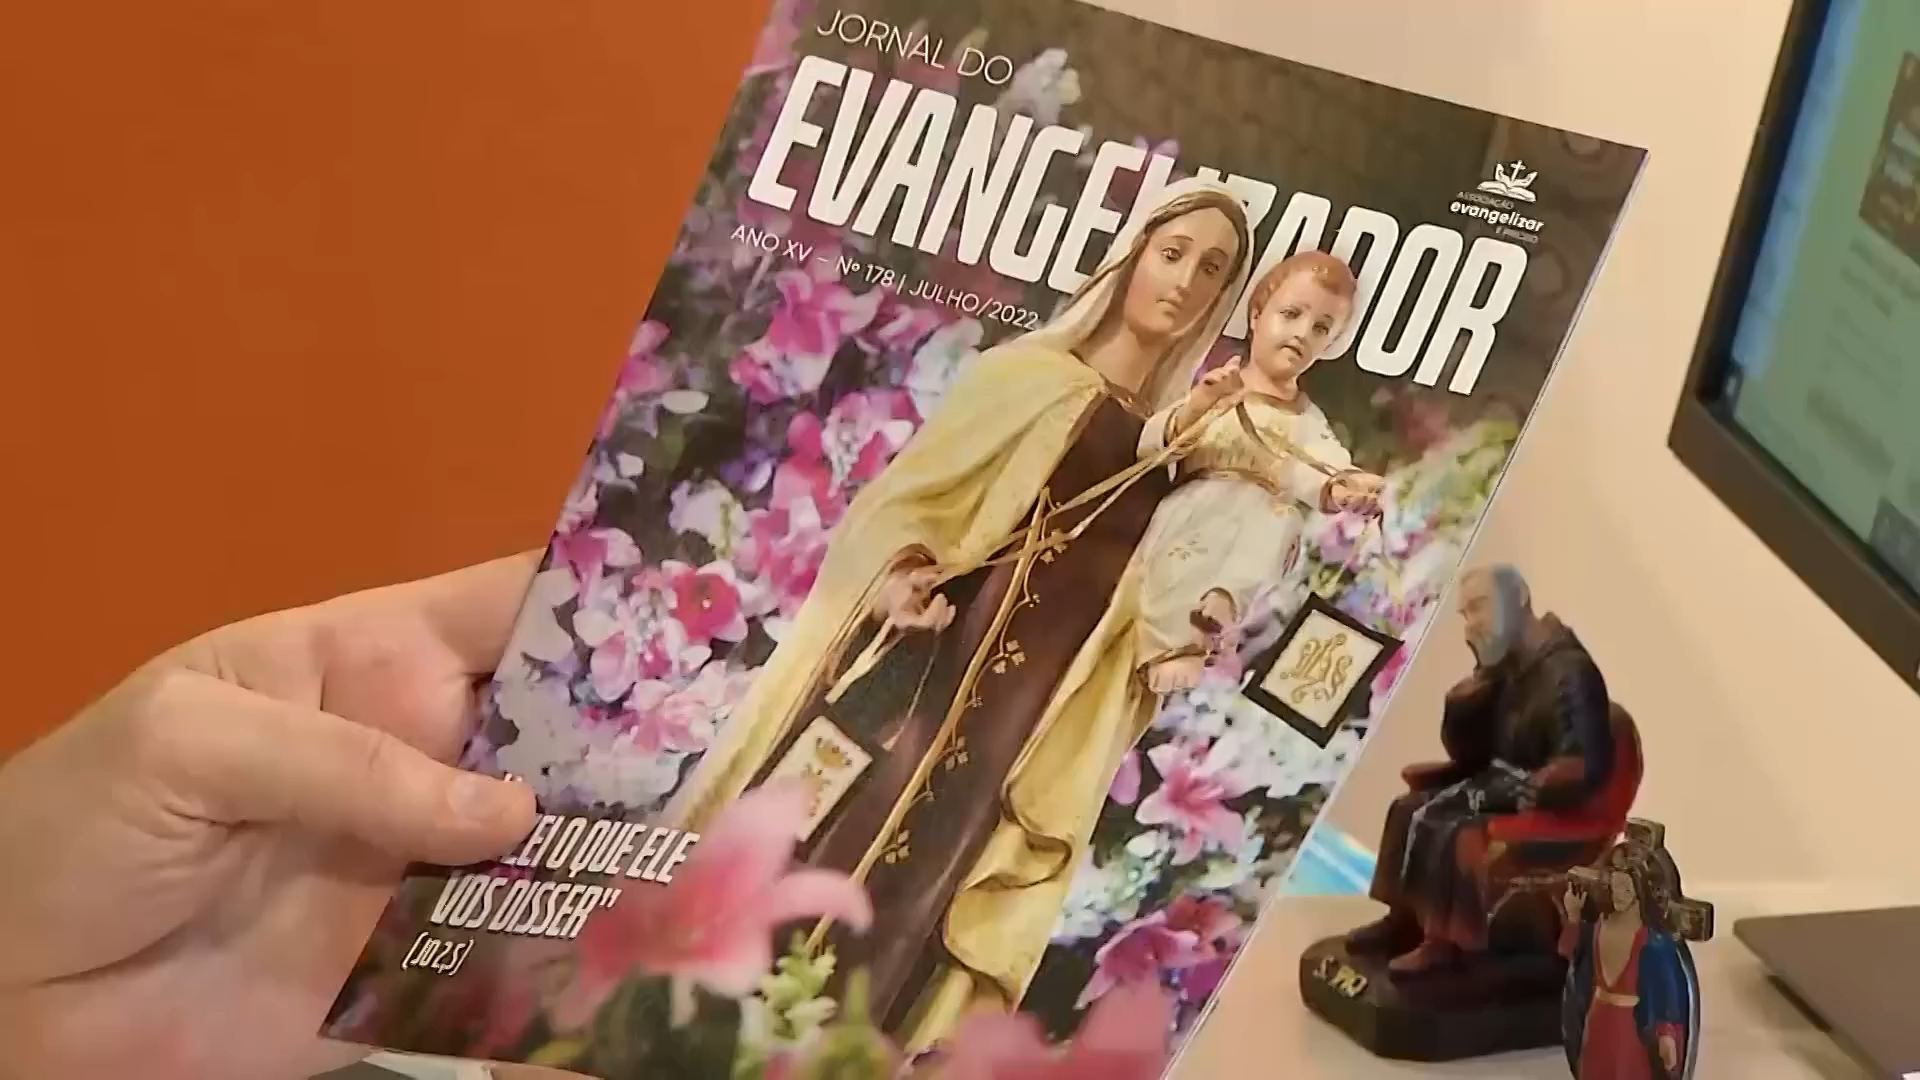 JORNAL DO
EVANGELIZADOR
ASSOCIAÇÃO
evangelizar
É PRECISO
ANO XV – Nº 178 | JULHO/2022
O QUE ELE
VOS DISSER"
(JO 2,5)
S. PIO